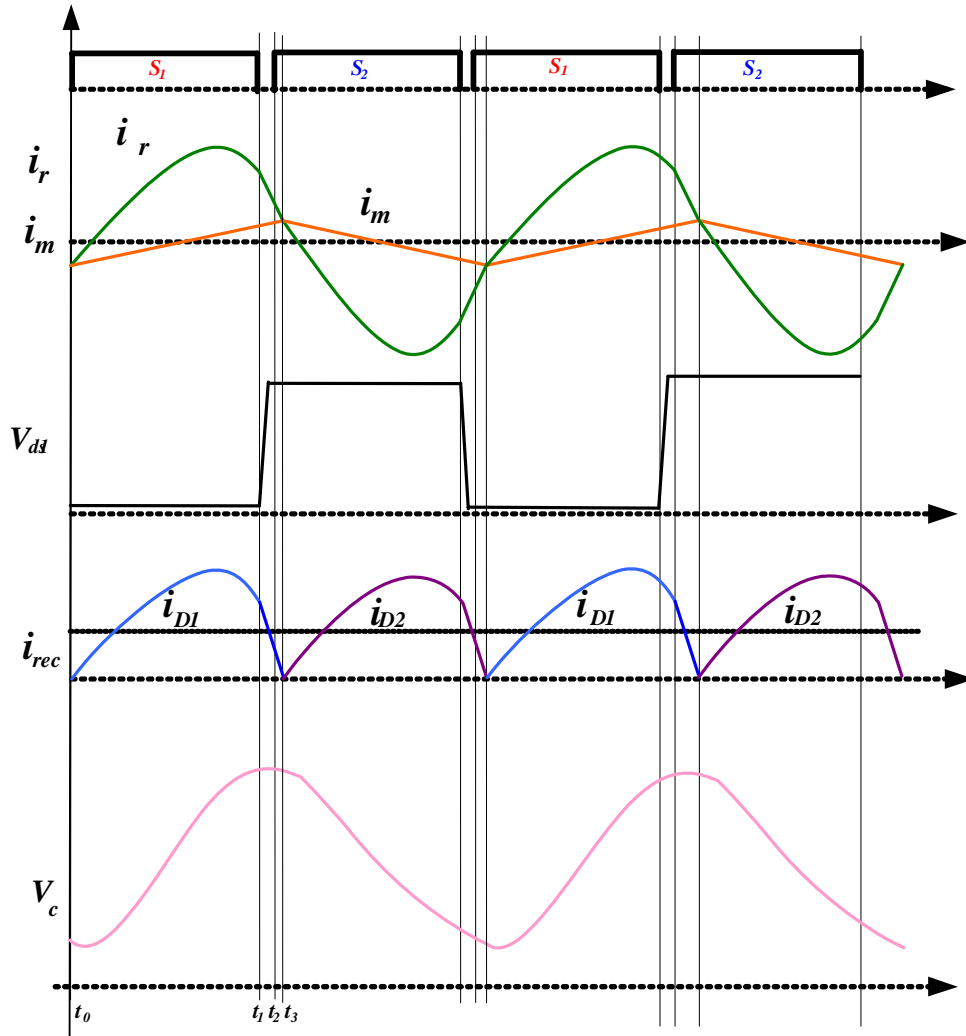 S1 S2 S1 S2
i r
ir
im
im
Vds1
iD1 iD2 iD1 iD2
irec
Vc
t0 t1 t2 t3